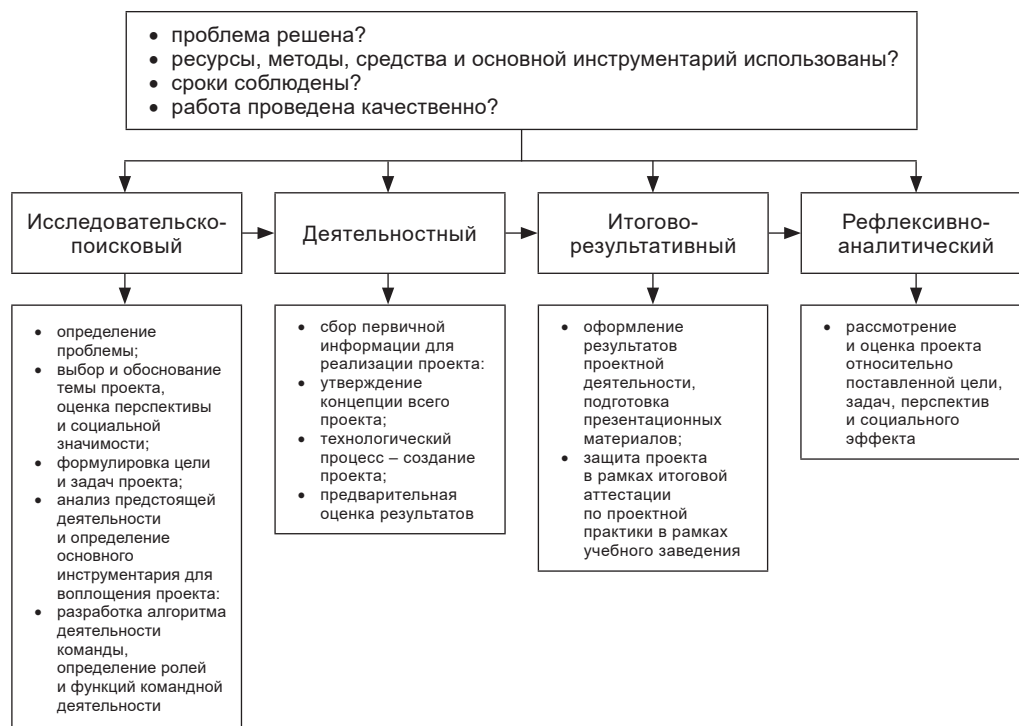 • проблема решена?
• ресурсы, методы, средства и основной инструментарий использованы?
• сроки соблюдены?
• работа проведена качественно?
Исследовательско-
поисковый
Деятельностный
Итогово-
результативный
Рефлексивно-
аналитический
• определение
проблемы;
• выбор и обоснование
темы проекта,
оценка перспективы
и социальной
значимости;
• формулировка цели
и задач проекта;
• анализ предстоящей
деятельности
и определение
основного
инструментария для
воплощения проекта:
• разработка алгоритма
деятельности
команды,
определение ролей
и функций командной
деятельности
• сбор первичной
информации для
реализации проекта:
• утверждение
концепции всего
проекта;
• технологический
процесс – создание
проекта;
• предварительная
оценка результатов
• оформление
результатов
проектной
деятельности,
подготовка
презентационных
материалов;
• защита проекта
в рамках итоговой
аттестации
по проектной
практики в рамках
учебного заведения
• рассмотрение
и оценка проекта
относительно
поставленной цели,
задач, перспектив
и социального
эффекта